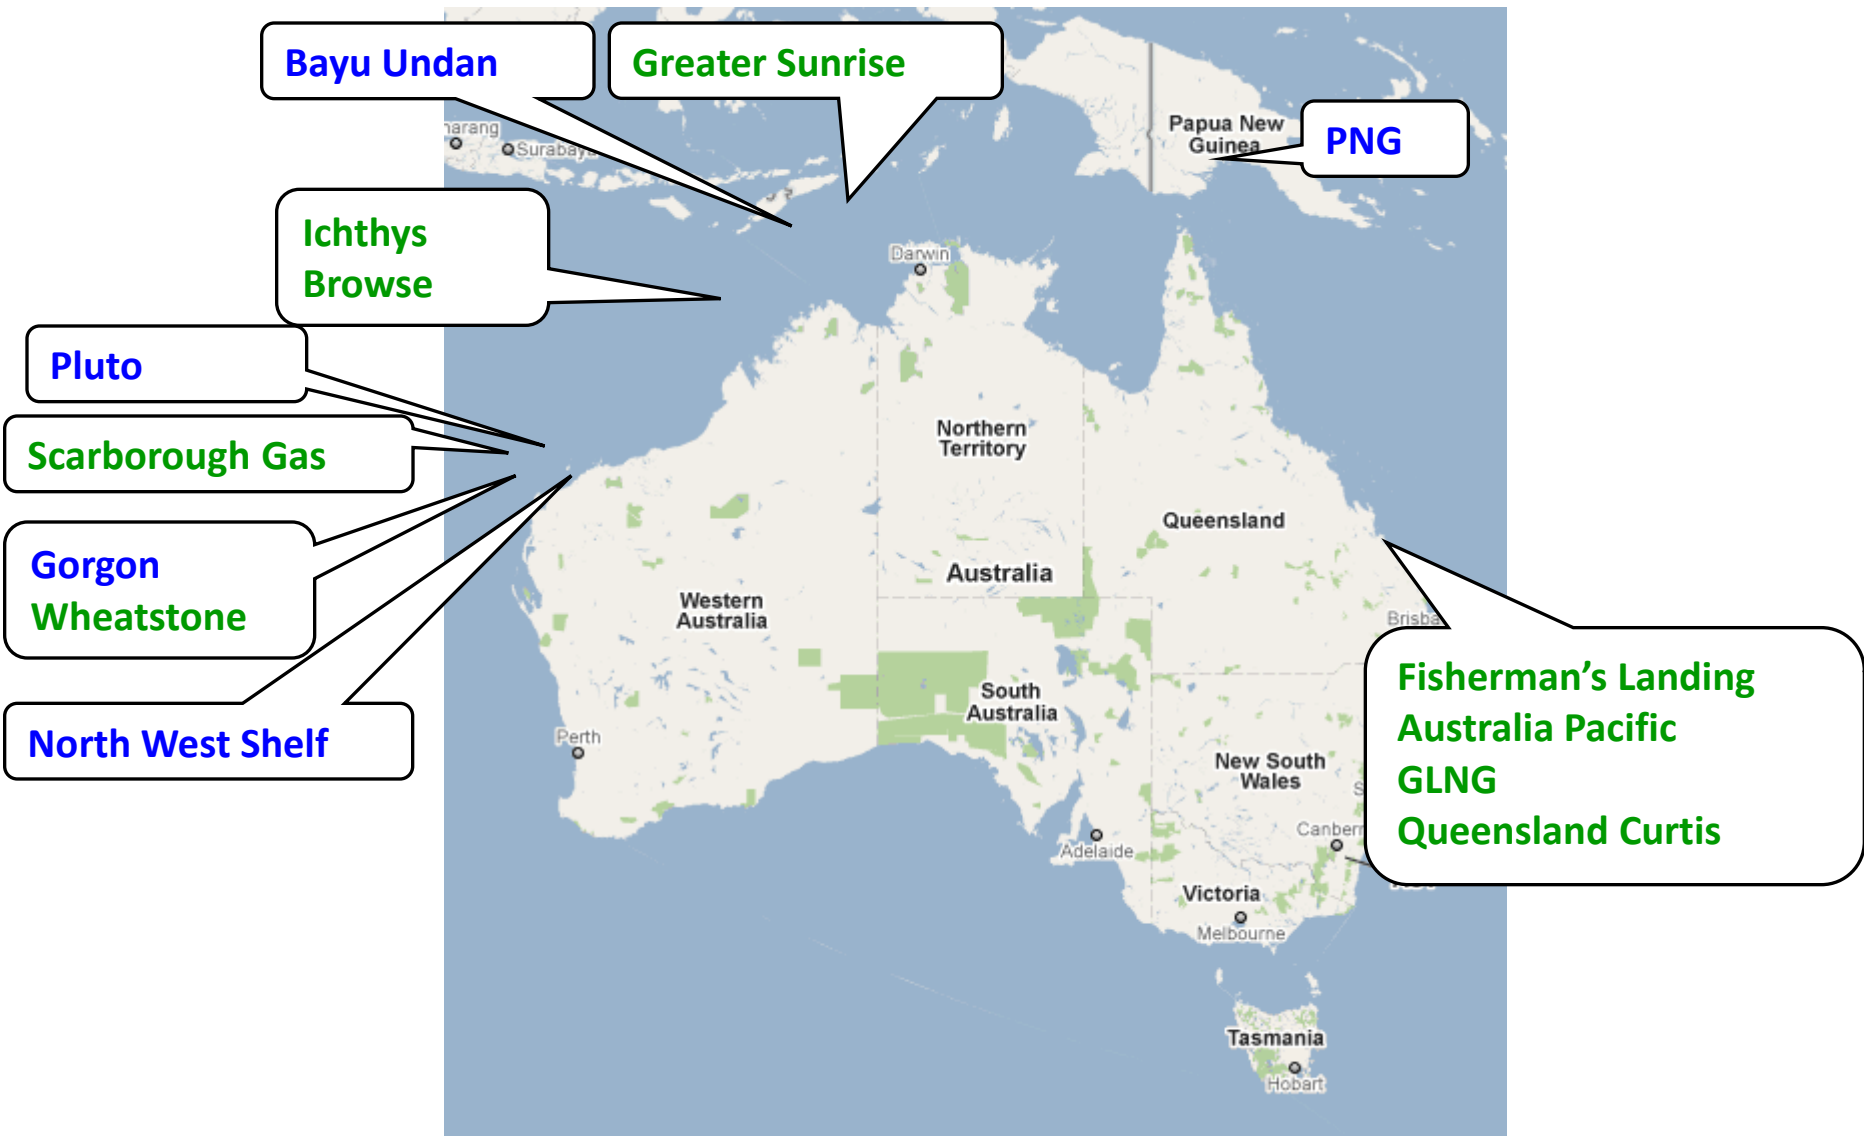 Bayu Undan
Greater Sunrise
Papua New
Guinea
PNG
Ichthys
Browse
Darwin
Pluto
Scarborough Gas
Northern
Territory
Queensland
Gorgon
Wheatstone
Australia
Western
Australia
South
Australia
Fisherman's Landing
Australia Pacific
GLNG
Queensland Curtis
North West Shelf
Perth
New South
Wales
Adelaide
Victoria
Melbourne
Tasmania
Hobart